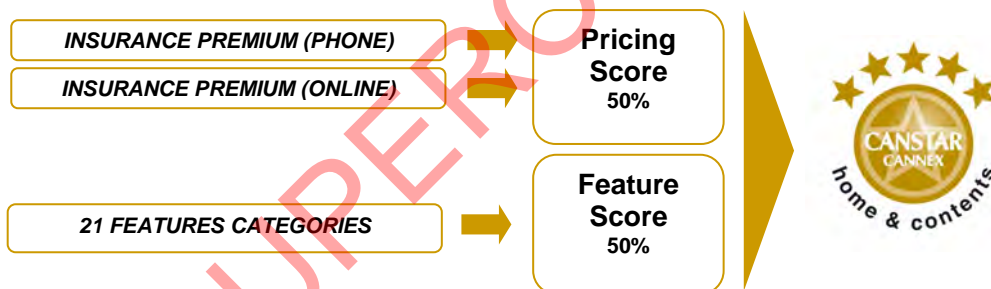 INSURANCE PREMIUM (PHONE)
INSURANCE PREMIUM (ONLINE)
Pricing
Score
50%
21 FEATURES CATEGORIES
Feature
Score
50%
CANSTAR
CANNEX
home & contents
UPERC